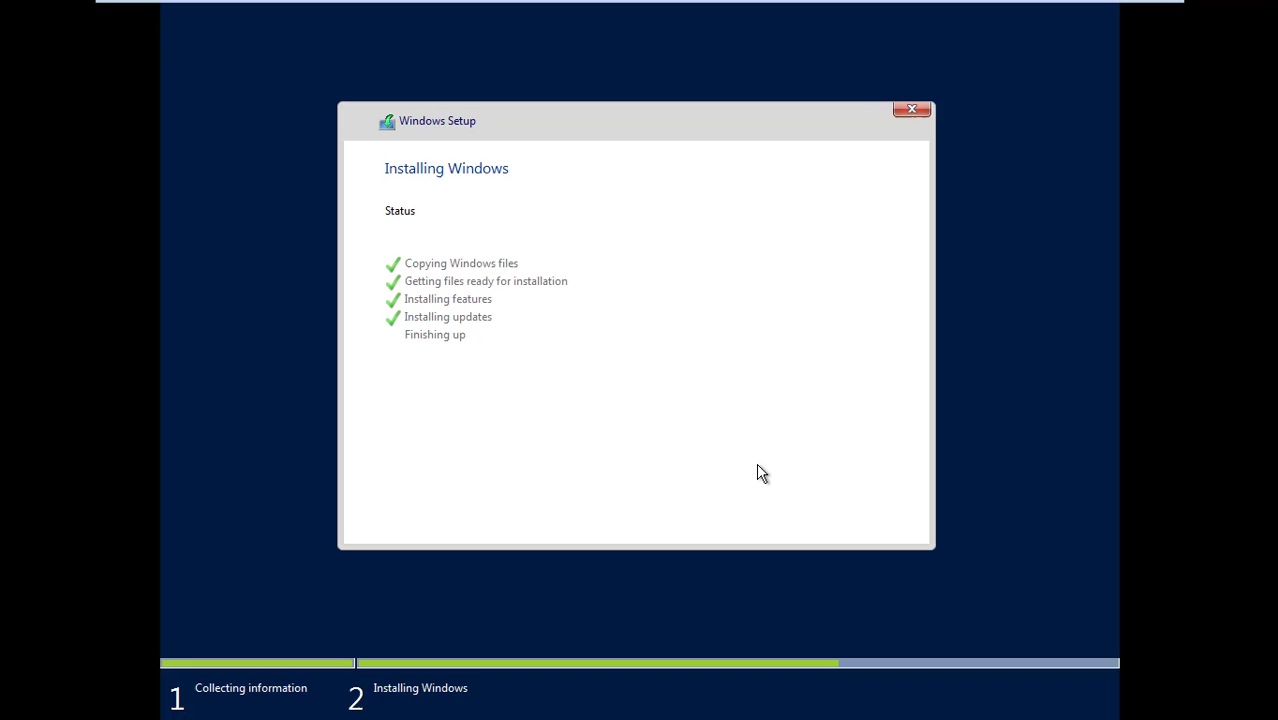 Windows Setup
Installing Windows
Status
Copying Windows files
Getting files ready for installation
Installing features
Installing updates
Finishing up
1 Collecting information
2 Installing Windows